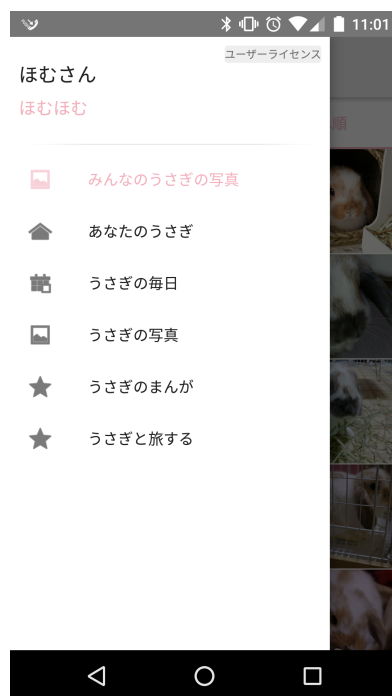 11:01
ユーザーライセンス
ほむさん
ほむほむ
順
みんなのうさぎの写真
あなたのうさぎ
うさぎの毎日
うさぎの写真
うさぎのまんが
うさぎと旅する